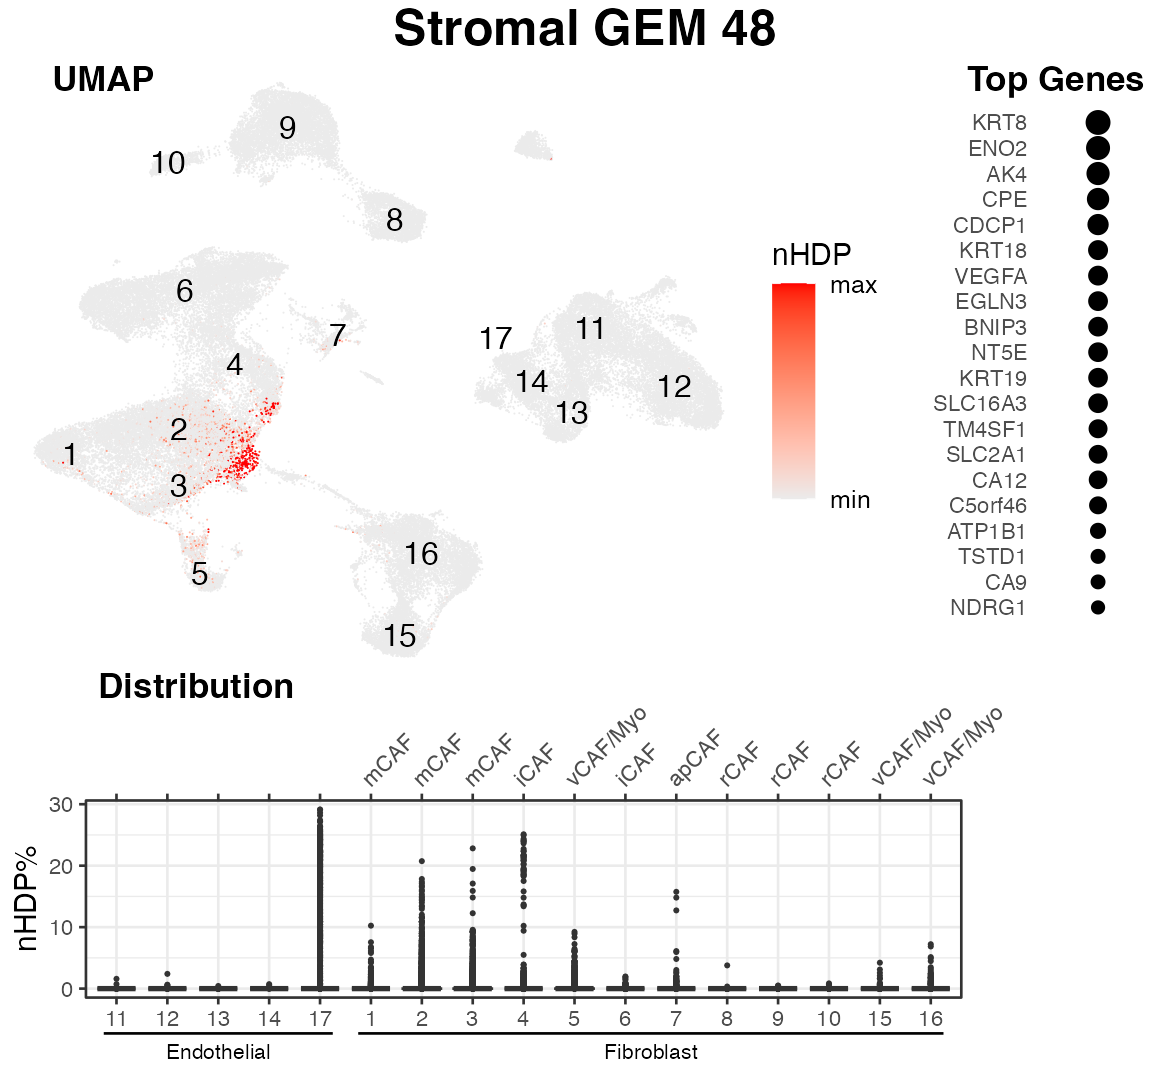 Stromal GEM 48
UMAP
9
10
8
6
7
4
2
1
3
5
16
15
17
11
14
12
13
nHDP
max
min
Top Genes
KRT8
ENO2
AK4
CPE
CDCP1
KRT18
VEGFA
EGLN3
BNIP3
NT5E
KRT19
SLC16A3
TM4SF1
SLC2A1
CA12
C5orf46
ATP1B1
TSTD1
CA9
NDRG1
Distribution
mCAF mCAF mCAF iCAF vCAF/Myo iCAF apCAF rCAF rCAF rCAF vCAF/Myo vCAF/Myo
nHDP%
30
20
10
0
11 12 13 14 17 1 2 3 4 5 6 7 8 9 10 15 16
Endothelial Fibroblast